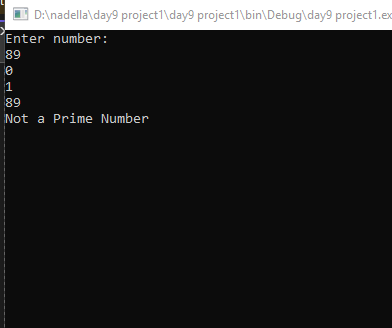 D:\nadella\day9 project1\day9 project1\bin\Debug\day9 project1.ex
Enter number:
89
0
1
89
Not a Prime Number